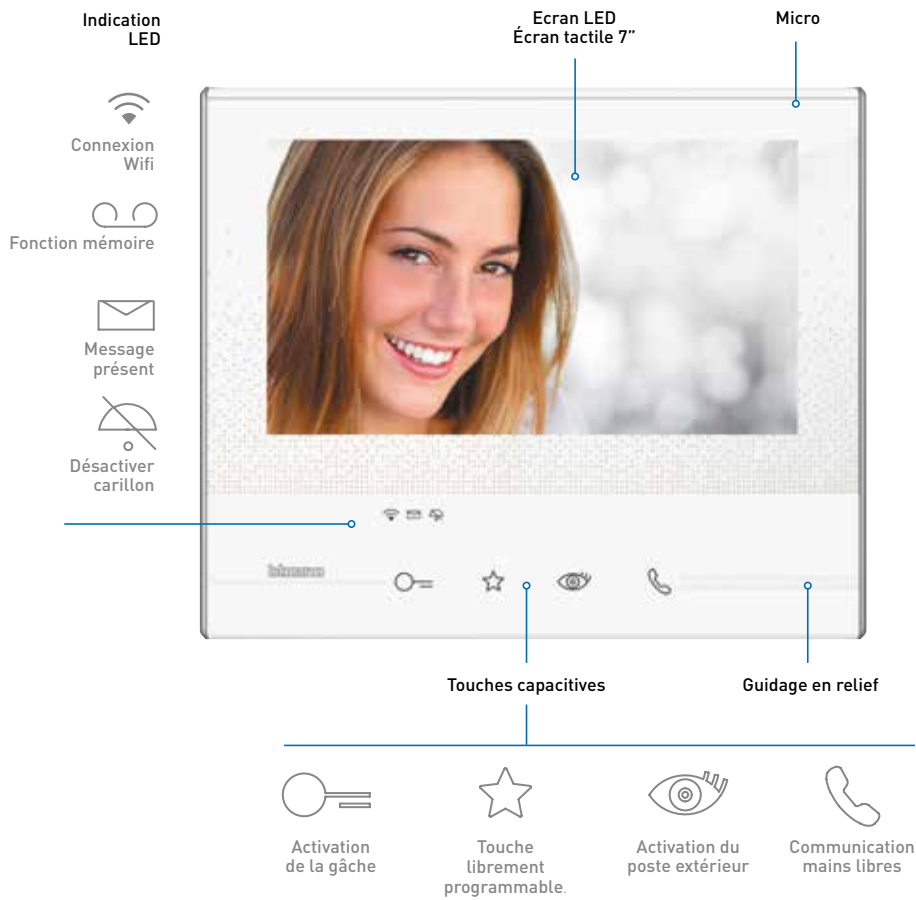 Indication
LED
Ecran LED
Écran tactile 7”
Micro
Connexion
Wifi
Fonction mémoire
Message
présent
Désactiver
carillon
bticino
Touches capacitives
Guidage en relief
Activation
de la gâche
Touche
librement
programmable.
Activation du
poste extérieur
Communication
mains libres